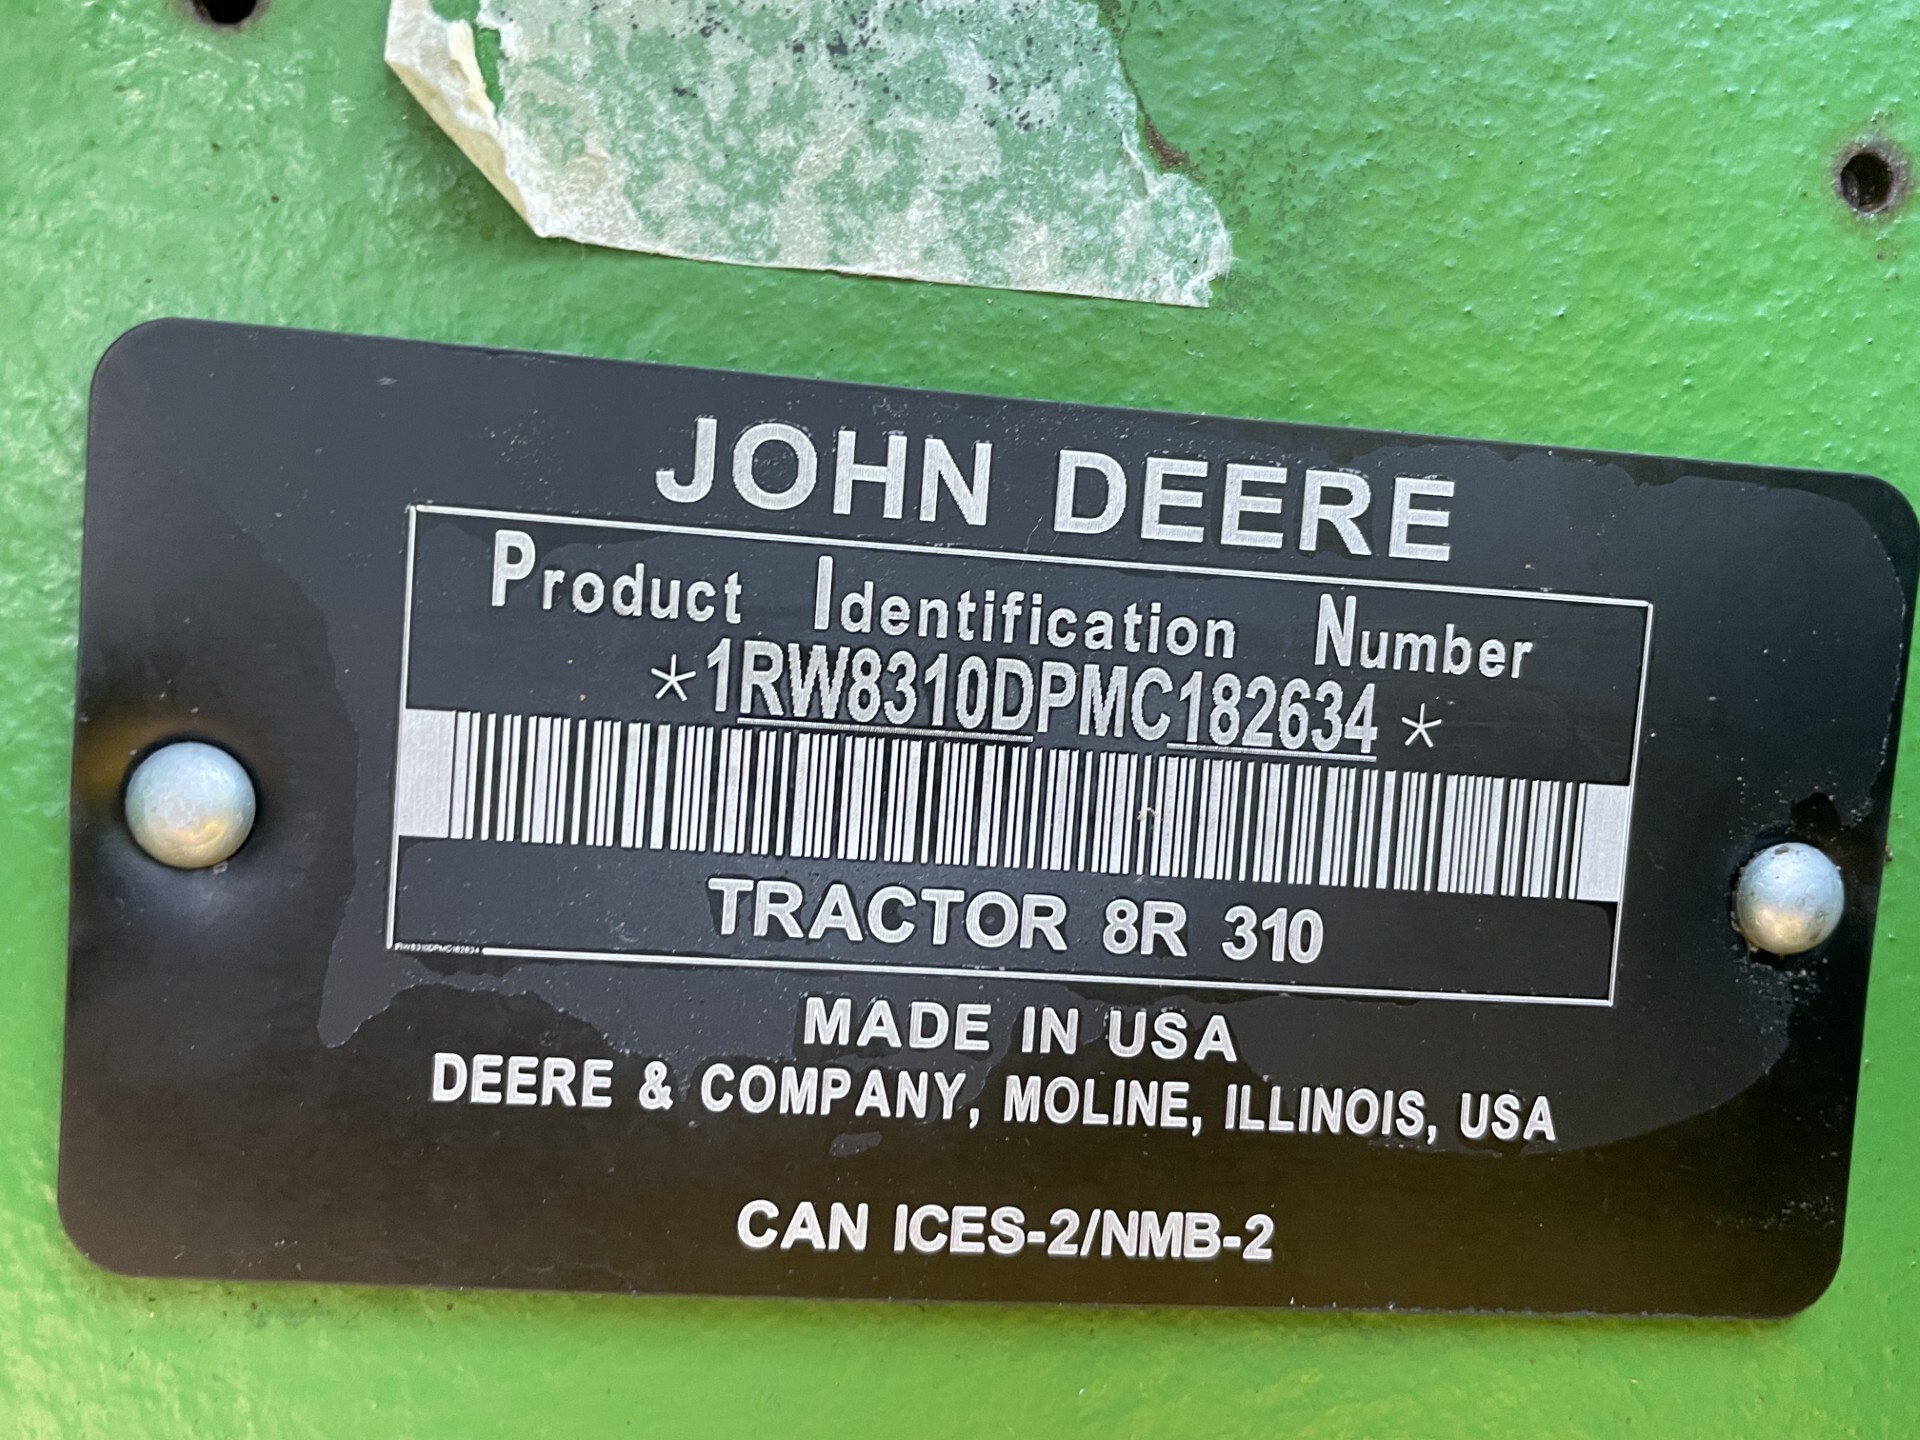 JOHN DEERE
Product Identification Number
*1RW8310DPMC182634*
TRACTOR 8R 310
1RW8310DPMC182634
MADE IN USA
DEERE & COMPANY, MOLINE, ILLINOIS, USA
CAN ICES-2/NMB-2